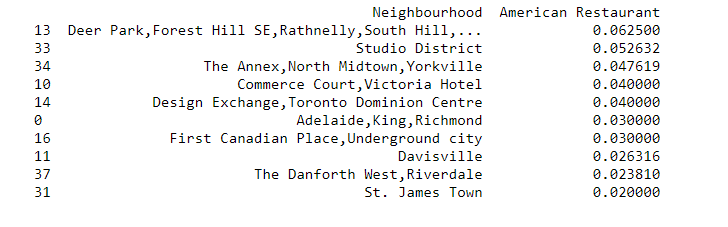 Neighbourhood American Restaurant
13 Deer Park,Forest Hill SE,Rathnelly,South Hill,... 0.062500
33 Studio District 0.052632
34 The Annex,North Midtown,Yorkville 0.047619
10 Commerce Court,Victoria Hotel 0.040000
14 Design Exchange,Toronto Dominion Centre 0.040000
0 Adelaide,King,Richmond 0.030000
16 First Canadian Place,Underground city 0.030000
11 Davisville 0.026316
37 The Danforth West,Riverdale 0.023810
31 St. James Town 0.020000